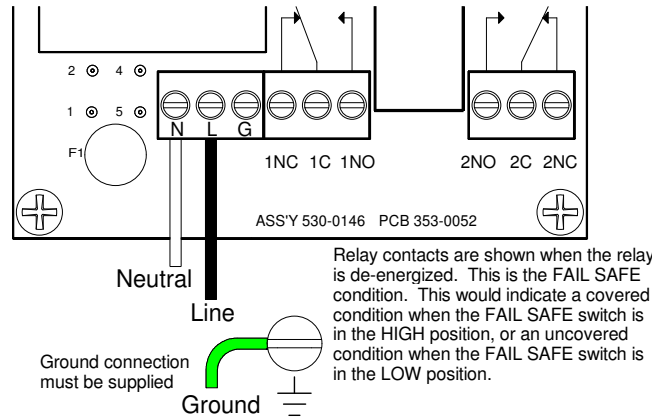 2 4
1 5
F1
N L G
1NC 1C 1NO
2NO 2C 2NC
ASS'Y 530-0146 PCB 353-0052
Neutral
Line
Relay contacts are shown when the relay
is de-energized. This is the FAIL SAFE
condition. This would indicate a covered
condition when the FAIL SAFE switch is
in the HIGH position, or an uncovered
condition when the FAIL SAFE switch is
in the LOW position.
Ground connection
must be supplied
Ground